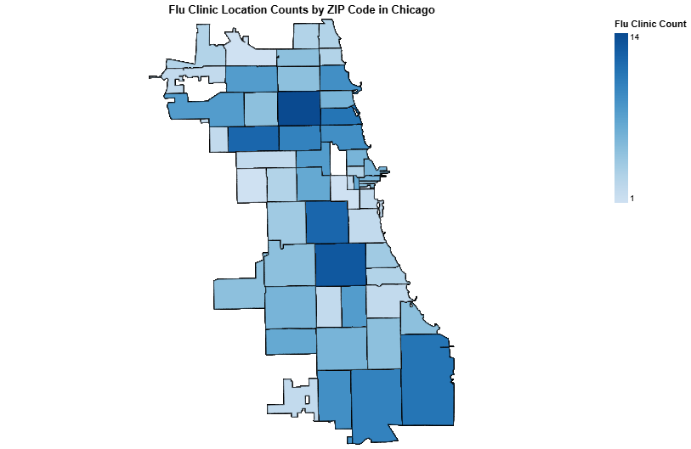 Flu Clinic Location Counts by ZIP Code in Chicago
Flu Clinic Count
14
1